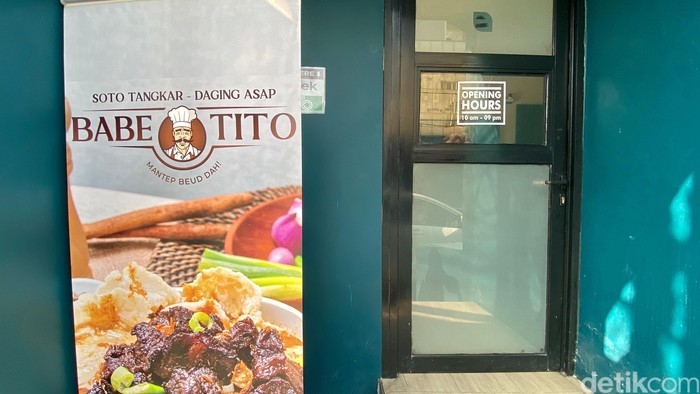 SOTO TANGKAR - DAGING ASAP
BABE TITO
MANTEP BEUD DAH!
OPENING
HOURS
10 am - 09 pm
detikcom